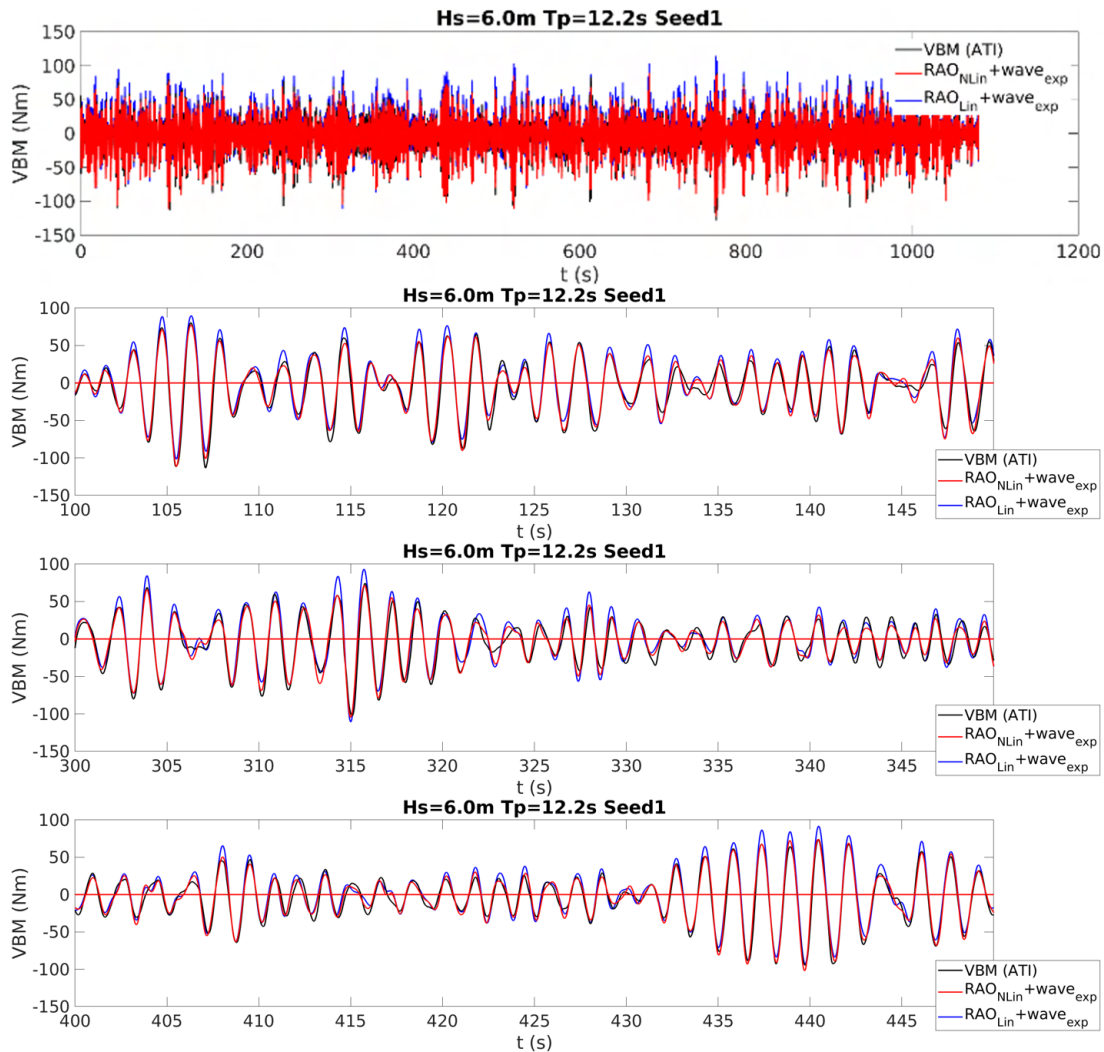 Hs=6.0m Tp=12.2s Seed1
150
100
50
0
-50
-100
-150
VBM (Nm)
VBM (ATI)
RAO_NLin+wave_exp
RAO_Lin+wave_exp
0 200 400 600 800 1000 1200
t (s)
Hs=6.0m Tp=12.2s Seed1
100
50
0
-50
-100
-150
VBM (Nm)
VBM (ATI)
RAO_NLin+wave_exp
RAO_Lin+wave_exp
100 105 110 115 120 125 130 135 140 145
t (s)
Hs=6.0m Tp=12.2s Seed1
100
50
0
-50
-100
-150
VBM (Nm)
VBM (ATI)
RAO_NLin+wave_exp
RAO_Lin+wave_exp
300 305 310 315 320 325 330 335 340 345
t (s)
Hs=6.0m Tp=12.2s Seed1
100
50
0
-50
-100
-150
VBM (Nm)
VBM (ATI)
RAO_NLin+wave_exp
RAO_Lin+wave_exp
400 405 410 415 420 425 430 435 440 445
t (s)